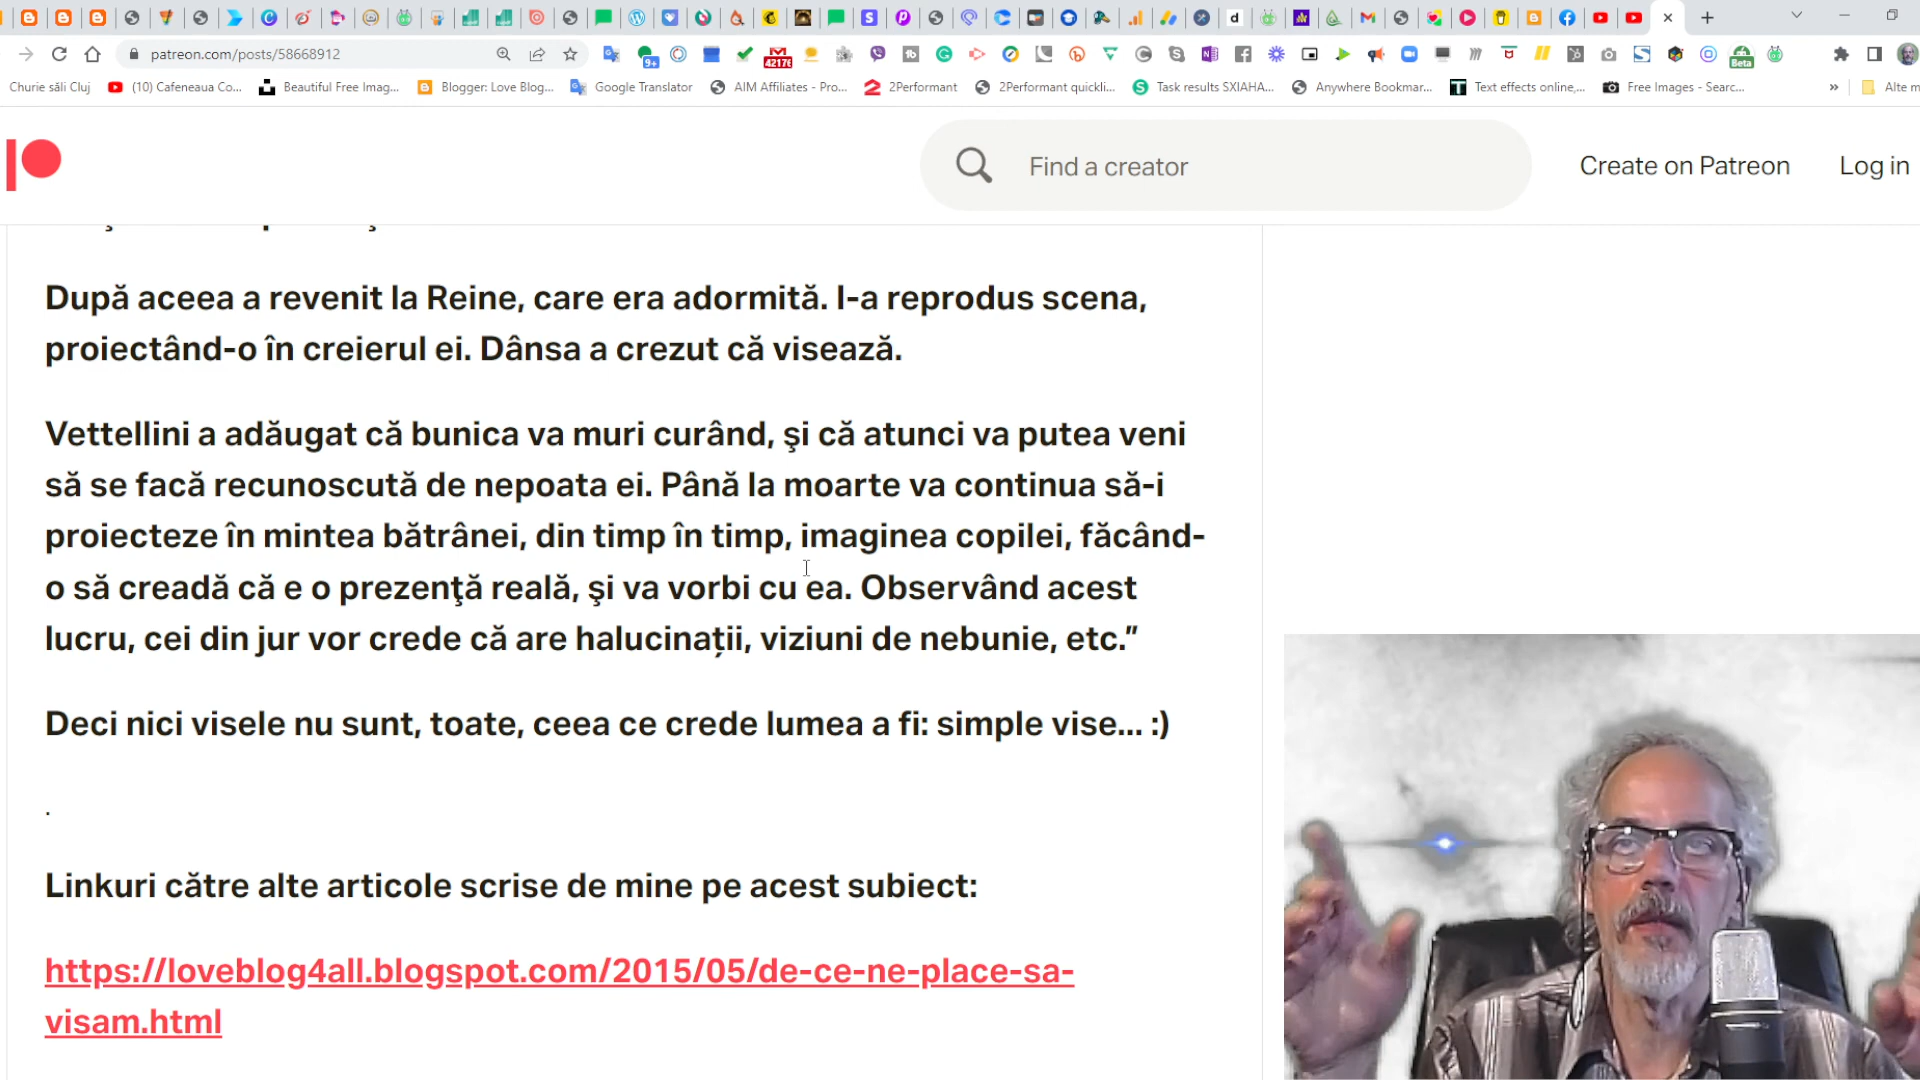 patreon.com/posts/58668912
9+
42176
Beta
Churie săli Cluj
(10) Cafeneaua Co...
Beautiful Free Imag...
Blogger: Love Blog...
Google Translator
AIM Affiliates - Pro...
2Performant
2Performant quickli...
Task results SXIAHA...
Anywhere Bookmar...
Text effects online,...
Free Images - Searc...
»
Alte m
Find a creator
Create on Patreon
Log in
După aceea a revenit la Reine, care era adormită. I-a reprodus scena,
proiectând-o în creierul ei. Dânsa a crezut că visează.
Vettellini a adăugat că bunica va muri curând, şi că atunci va putea veni
să se facă recunoscută de nepoata ei. Până la moarte va continua să-i
proiecteze în mintea bătrânei, din timp în timp, imaginea copilei, făcând-
o să creadă că e o prezenţă reală, şi va vorbi cu ea. Observând acest
lucru, cei din jur vor crede că are halucinații, viziuni de nebunie, etc.”
Deci nici visele nu sunt, toate, ceea ce crede lumea a fi: simple vise... :)
.
Linkuri către alte articole scrise de mine pe acest subiect:
https://loveblog4all.blogspot.com/2015/05/de-ce-ne-place-sa-
visam.html